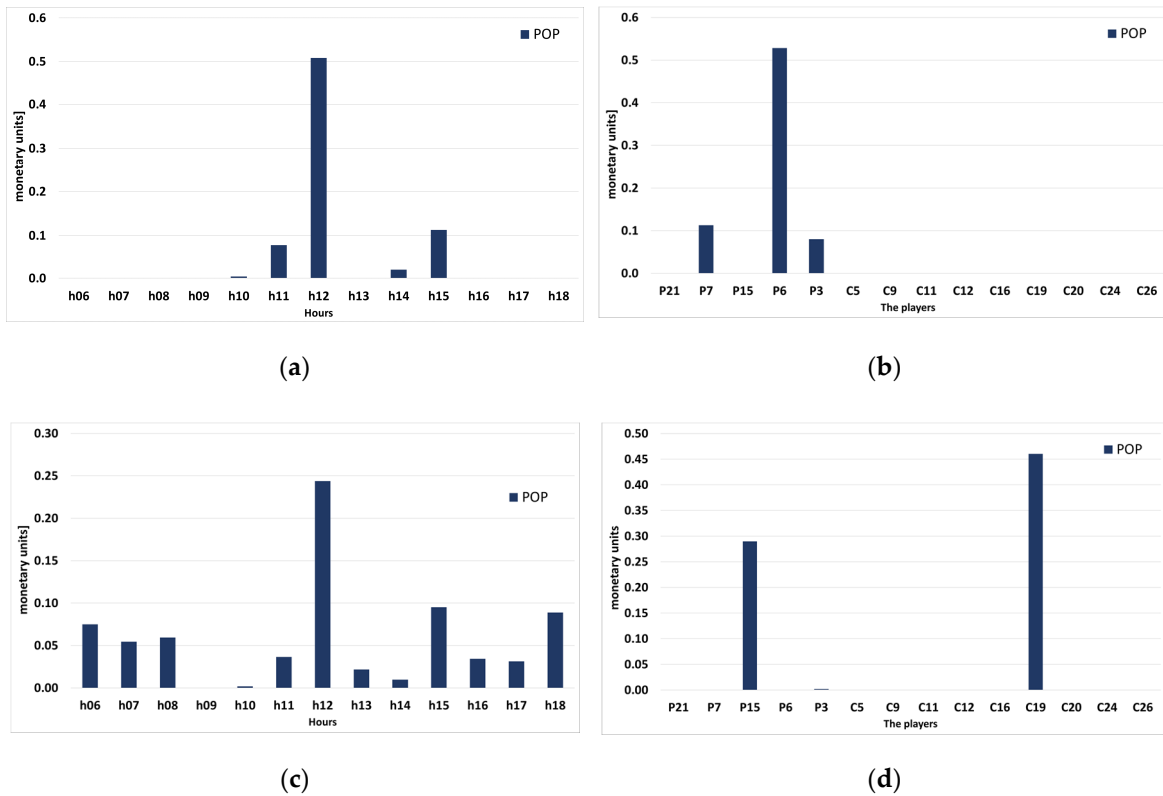 0.6
0.5
0.4
0.3
0.2
0.1
0.0
monetary units]
POP
h06 h07 h08 h09 h10 h11 h12 h13 h14 h15 h16 h17 h18
Hours
(a)
0.6
0.5
0.4
0.3
0.2
0.1
0.0
monetary units]
POP
P21 P7 P15 P6 P3 C5 C9 C11 C12 C16 C19 C20 C24 C26
The players
(b)
0.30
0.25
0.20
0.15
0.10
0.05
0.00
monetary units]
POP
h06 h07 h08 h09 h10 h11 h12 h13 h14 h15 h16 h17 h18
Hours
(c)
0.50
0.45
0.40
0.35
0.30
0.25
0.20
0.15
0.10
0.05
0.00
monetary units
POP
P21 P7 P15 P6 P3 C5 C9 C11 C12 C16 C19 C20 C24 C26
The players
(d)